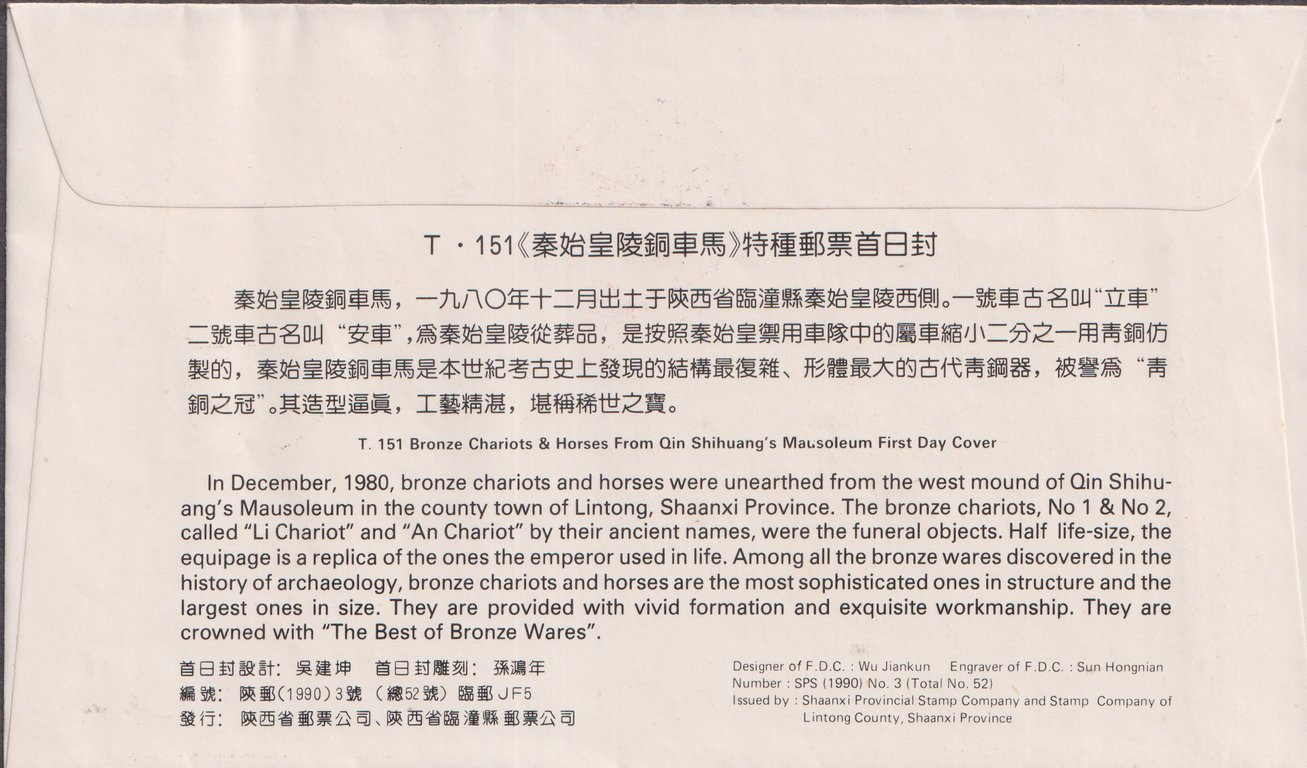 T·151《秦始皇陵銅車馬》特種郵票首日封
秦始皇陵銅車馬，一九八〇年十二月出土于陝西省臨潼縣秦始皇陵西側。一號車古名叫“立車”
二號車古名叫“安車”，爲秦始皇陵從葬品，是按照秦始皇禦用車隊中的屬車縮小二分之一用靑銅仿
製的，秦始皇陵銅車馬是本世紀考古史上發現的結構最復雜、形體最大的古代靑鋼器，被譽爲“靑
銅之冠”。其造型逼眞，工藝精湛，堪稱稀世之寶。
T. 151 Bronze Chariots & Horses From Qin Shihuang's Mausoleum First Day Cover
In December, 1980, bronze chariots and horses were unearthed from the west mound of Qin Shihu-
ang's Mausoleum in the county town of Lintong, Shaanxi Province. The bronze chariots, No 1 & No 2,
called “Li Chariot” and “An Chariot” by their ancient names, were the funeral objects. Half life-size, the
equipage is a replica of the ones the emperor used in life. Among all the bronze wares discovered in the
history of archaeology, bronze chariots and horses are the most sophisticated ones in structure and the
largest ones in size. They are provided with vivid formation and exquisite workmanship. They are
crowned with “The Best of Bronze Wares”.
首日封設計：吳建坤 首日封雕刻：孫鴻年
編號：陝郵(1990)3號（總52號）臨郵JF5
發行：陝西省郵票公司、陝西省臨潼縣郵票公司
Designer of F.D.C. : Wu Jiankun Engraver of F.D.C. : Sun Hongnian
Number : SPS (1990) No. 3 (Total No. 52)
Issued by : Shaanxi Provincial Stamp Company and Stamp Company of
Lintong County, Shaanxi Province